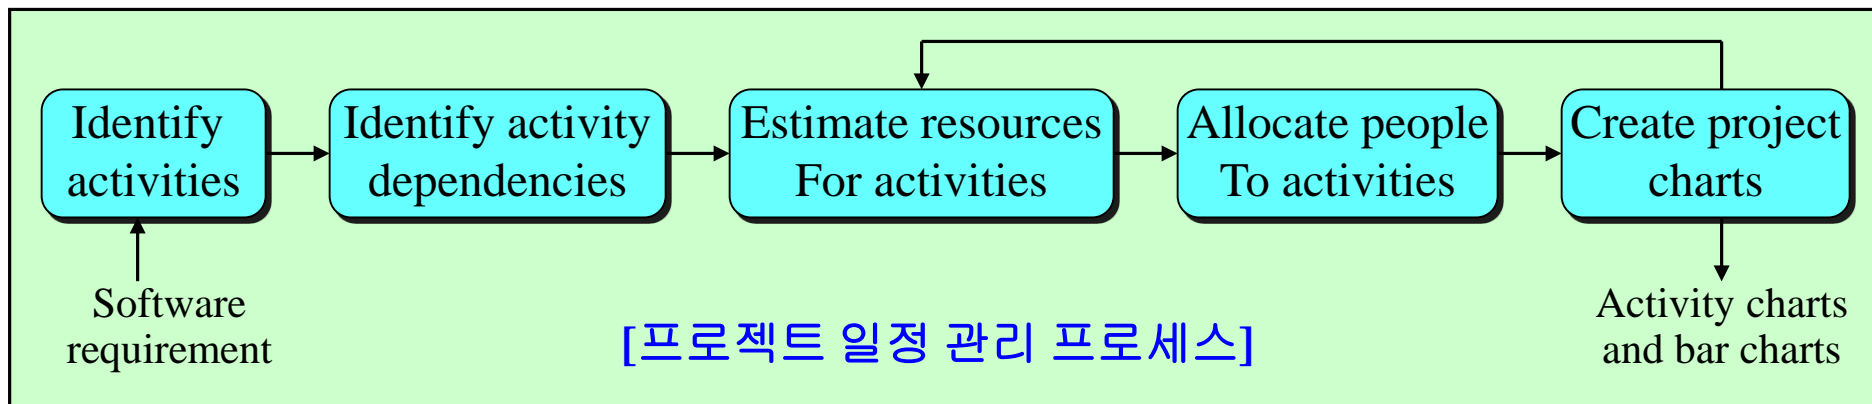 Identify
activities
Identify activity
dependencies
Estimate resources
For activities
Allocate people
To activities
Create project
charts
Software
requirement
[프로젝트 일정 관리 프로세스]
Activity charts
and bar charts